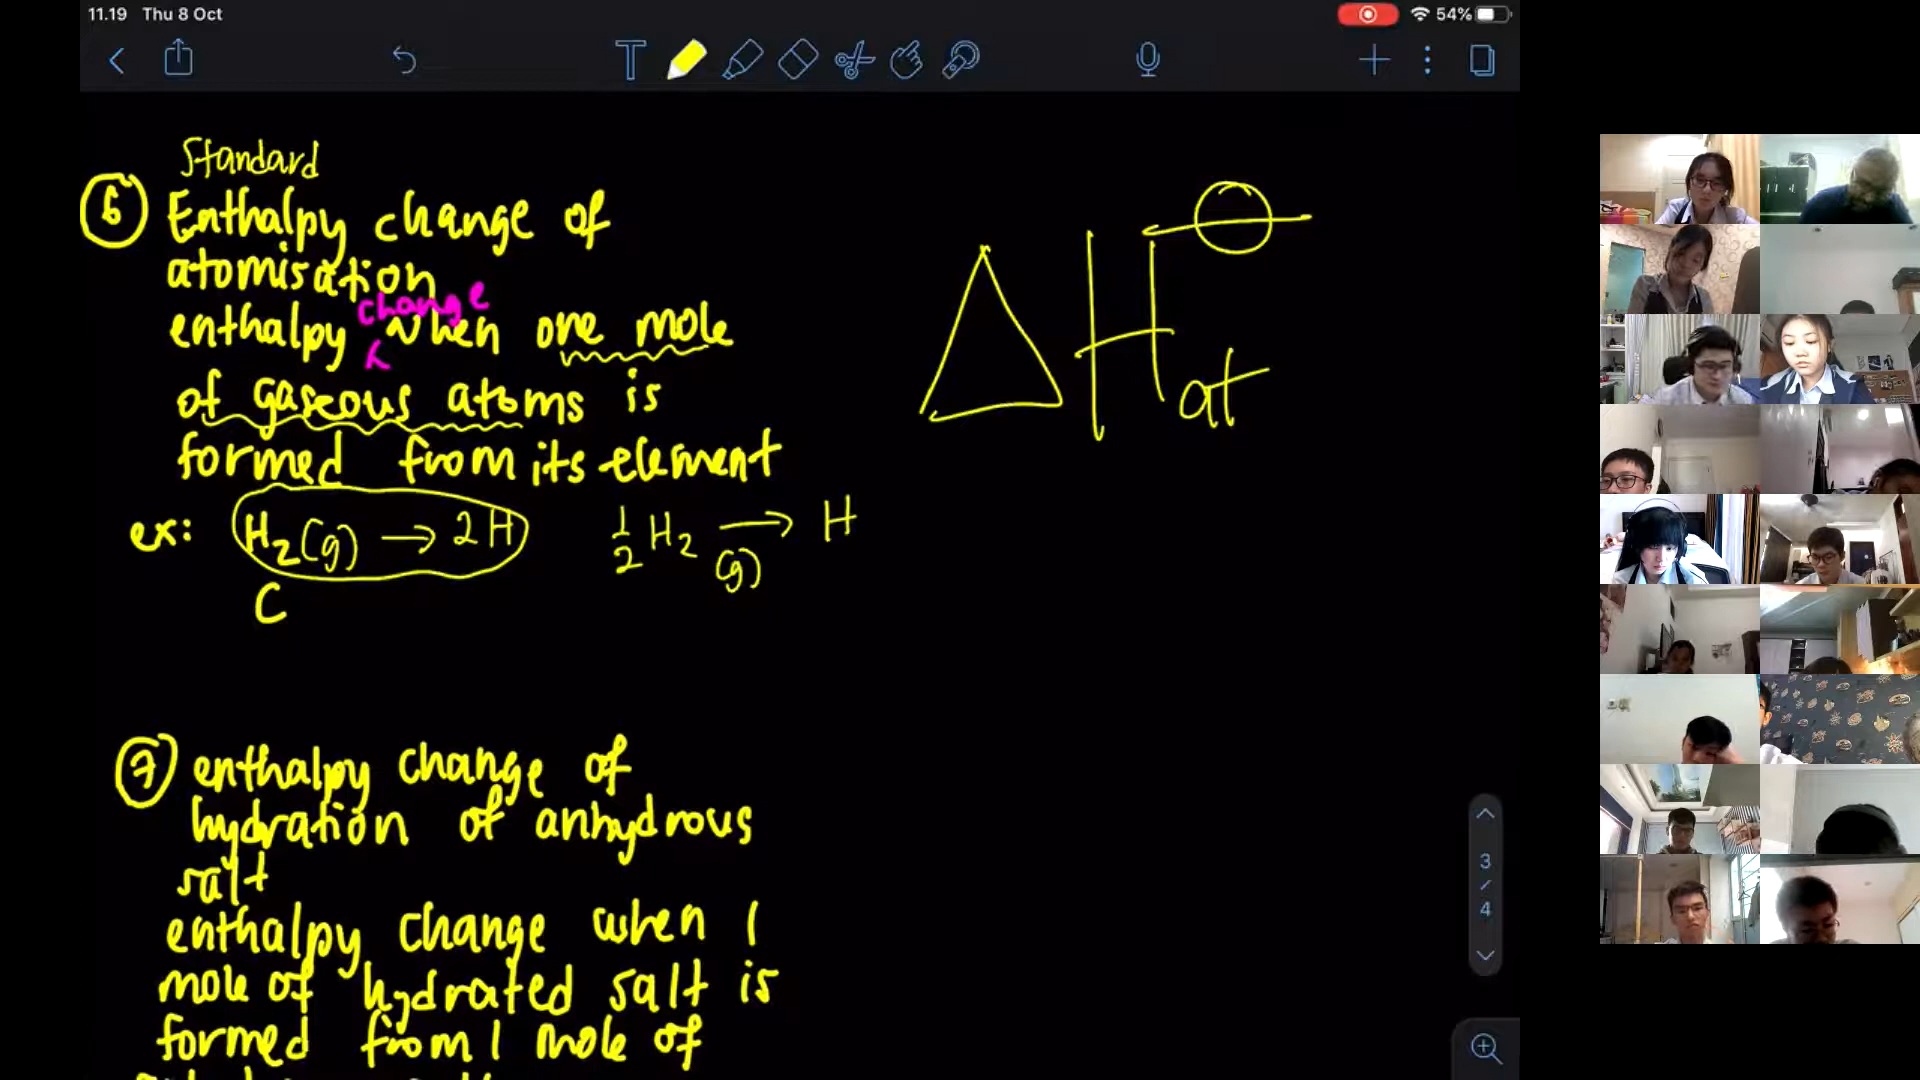 11.19 Thu 8 Oct
54%
Standard
6 Enthalpy change of
atomisation
change
enthalpy when one mole
of gaseous atoms is
formed from its element
ex: H2(g) → 2H
1/2 H2 (g) → H
C
ΔH⦵at
7 enthalpy change of
hydration of anhydrous
salt
enthalpy change when 1
mole of hydrated salt is
formed from 1 mole of
3
/
4